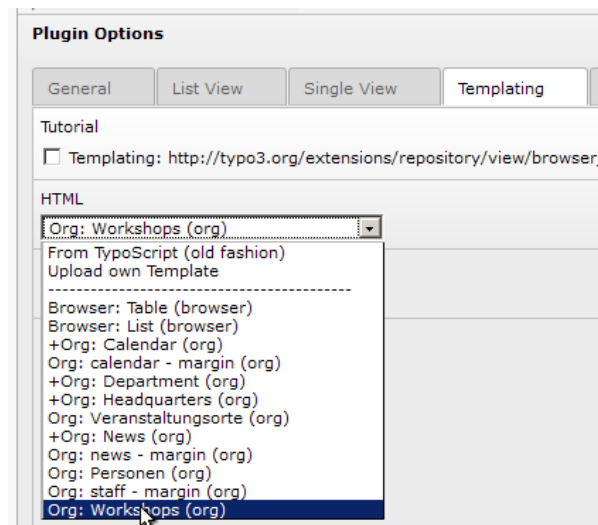 Plugin Options
General List View Single View Templating
Tutorial
Templating: http://typo3.org/extensions/repository/view/browser_
HTML
Org: Workshops (org)
From TypoScript (old fashion)
Upload own Template
------------------------------------------
Browser: Table (browser)
Browser: List (browser)
+Org: Calendar (org)
Org: calendar - margin (org)
+Org: Department (org)
+Org: Headquarters (org)
Org: Veranstaltungsorte (org)
+Org: News (org)
Org: news - margin (org)
Org: Personen (org)
Org: staff - margin (org)
Org: Workshops (org)